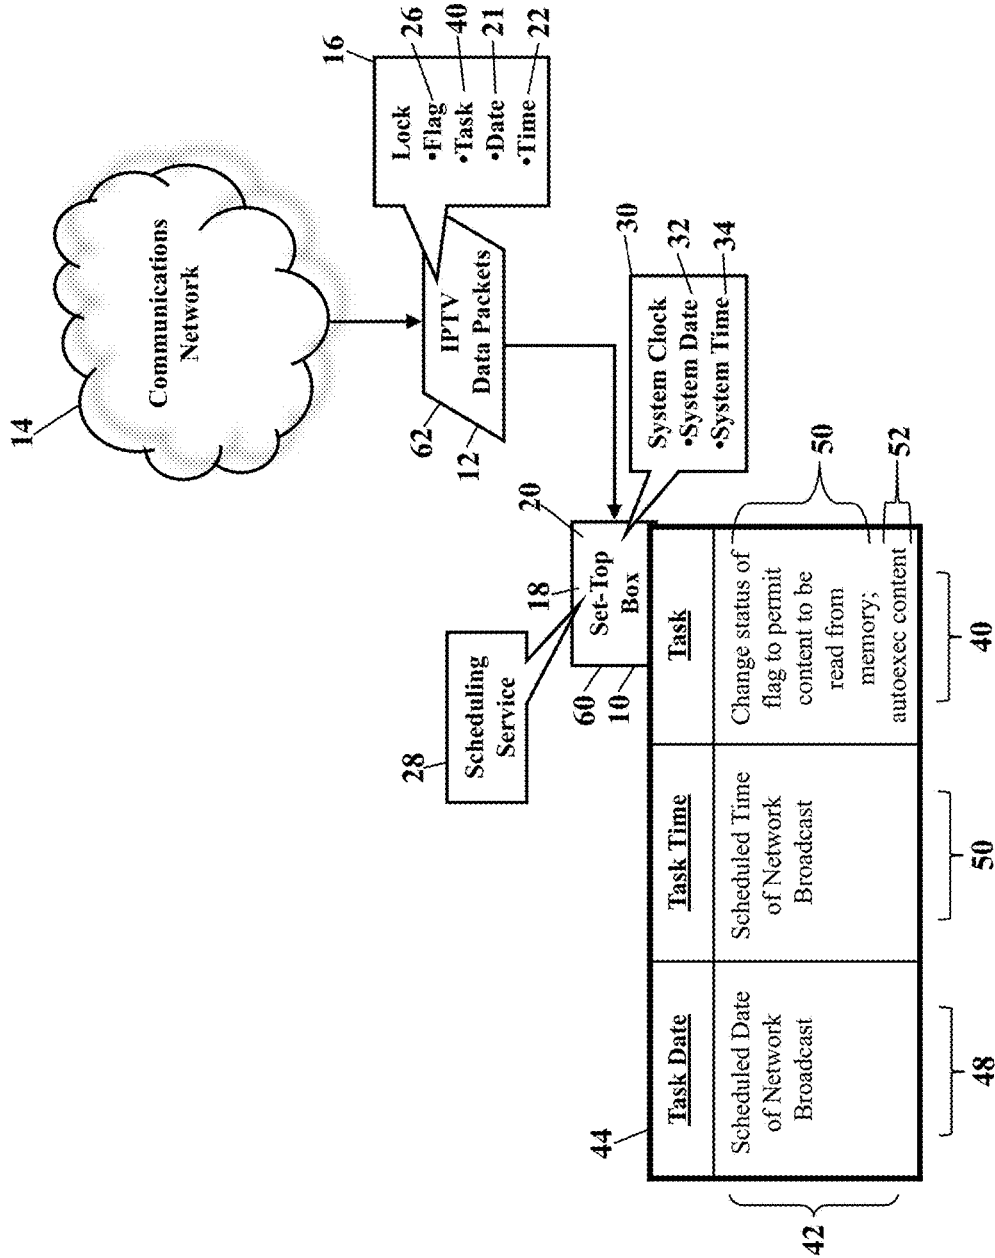 14
Communications
Network
16
Lock
•Flag
•Task
•Date
•Time
26
40
21
22
62
12
IPTV
Data Packets
28
Scheduling
Service
20
18
Set-Top
Box
60
10
30
System Clock
•System Date
•System Time
32
34
44
Task Date
Task Time
Task
Scheduled Date
of Network
Broadcast
Scheduled Time
of Network
Broadcast
Change status of
flag to permit
content to be
read from
memory;
autoexec content
50
52
42
48
50
40